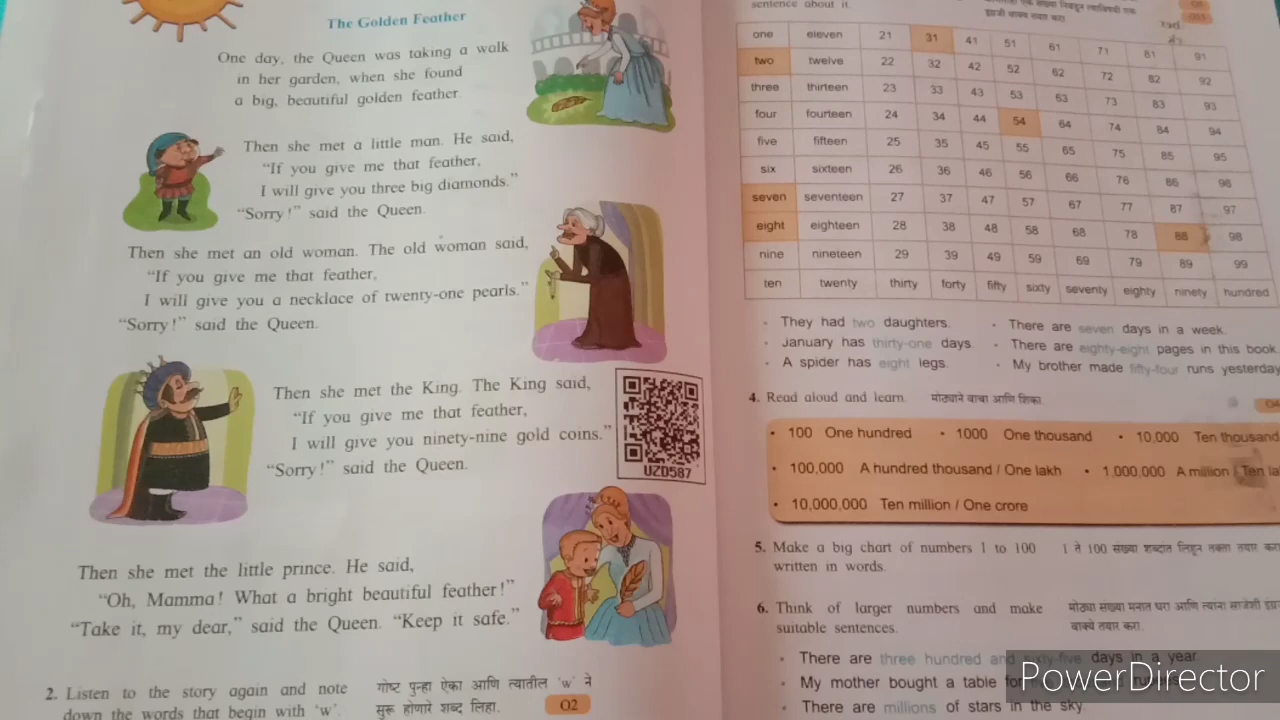 The Golden Feather
One day, the Queen was taking a walk
in her garden, when she found
a big, beautiful golden feather.
Then she met a little man. He said,
“If you give me that feather,
I will give you three big diamonds.”
“Sorry!” said the Queen.
Then she met an old woman. The old woman said,
“If you give me that feather,
I will give you a necklace of twenty-one pearls.”
“Sorry!” said the Queen.
Then she met the King. The King said,
“If you give me that feather,
I will give you ninety-nine gold coins.”
“Sorry!” said the Queen.
UZD587
Then she met the little prince. He said,
“Oh, Mamma! What a bright beautiful feather!”
“Take it, my dear,” said the Queen. “Keep it safe.”
2. Listen to the story again and note
down the words that begin with ‘w’.
गोष्ट पुन्हा ऐका आणि त्यातील ‘w’ ने
सुरू होणारे शब्द लिहा.
02
sentence about it.
इंग्रजी वाक्य तयार करा.
one eleven 21 31 41 51 61 71 81 91
two twelve 22 32 42 52 62 72 82 92
three thirteen 23 33 43 53 63 73 83 93
four fourteen 24 34 44 54 64 74 84 94
five fifteen 25 35 45 55 65 75 85 95
six sixteen 26 36 46 56 66 76 86 96
seven seventeen 27 37 47 57 67 77 87 97
eight eighteen 28 38 48 58 68 78 88 98
nine nineteen 29 39 49 59 69 79 89 99
ten twenty thirty forty fifty sixty seventy eighty ninety hundred
• They had two daughters. • There are seven days in a week.
• January has thirty-one days. • There are eighty-eight pages in this book.
• A spider has eight legs. • My brother made fifty-four runs yesterday
4. Read aloud and learn. मोठ्याने वाचा आणि शिका.
• 100 One hundred • 1000 One thousand • 10,000 Ten thousand
• 100,000 A hundred thousand / One lakh • 1,000,000 A million / Ten la
• 10,000,000 Ten million / One crore
5. Make a big chart of numbers 1 to 100
written in words.
1 ते 100 संख्या शब्दांत लिहून तक्ता तयार करा
6. Think of larger numbers and make
suitable sentences.
मोठ्या संख्या मनात धरा आणि त्यांना साजेशी इंग्र
वाक्ये तयार करा.
• There are three hundred and sixty-five days in a year.
• My mother bought a table for
• There are millions of stars in the sky.
PowerDirector